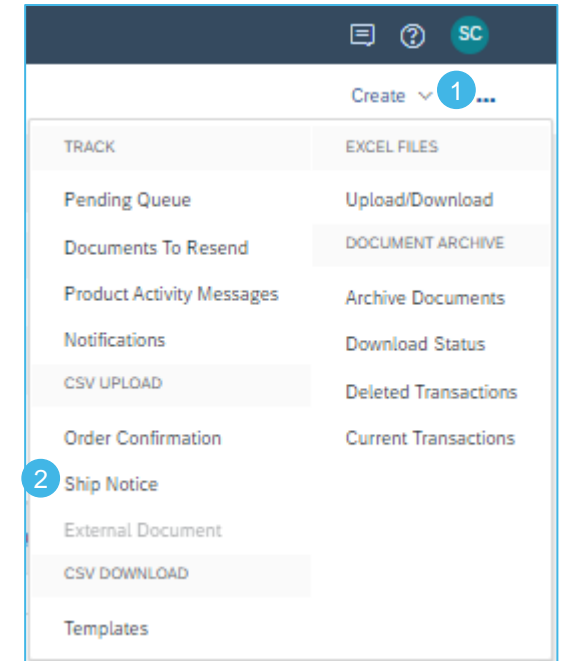 SC
Create
1
...
TRACK
Pending Queue
Documents To Resend
Product Activity Messages
Notifications
CSV UPLOAD
Order Confirmation
2
Ship Notice
External Document
CSV DOWNLOAD
Templates
EXCEL FILES
Upload/Download
DOCUMENT ARCHIVE
Archive Documents
Download Status
Deleted Transactions
Current Transactions